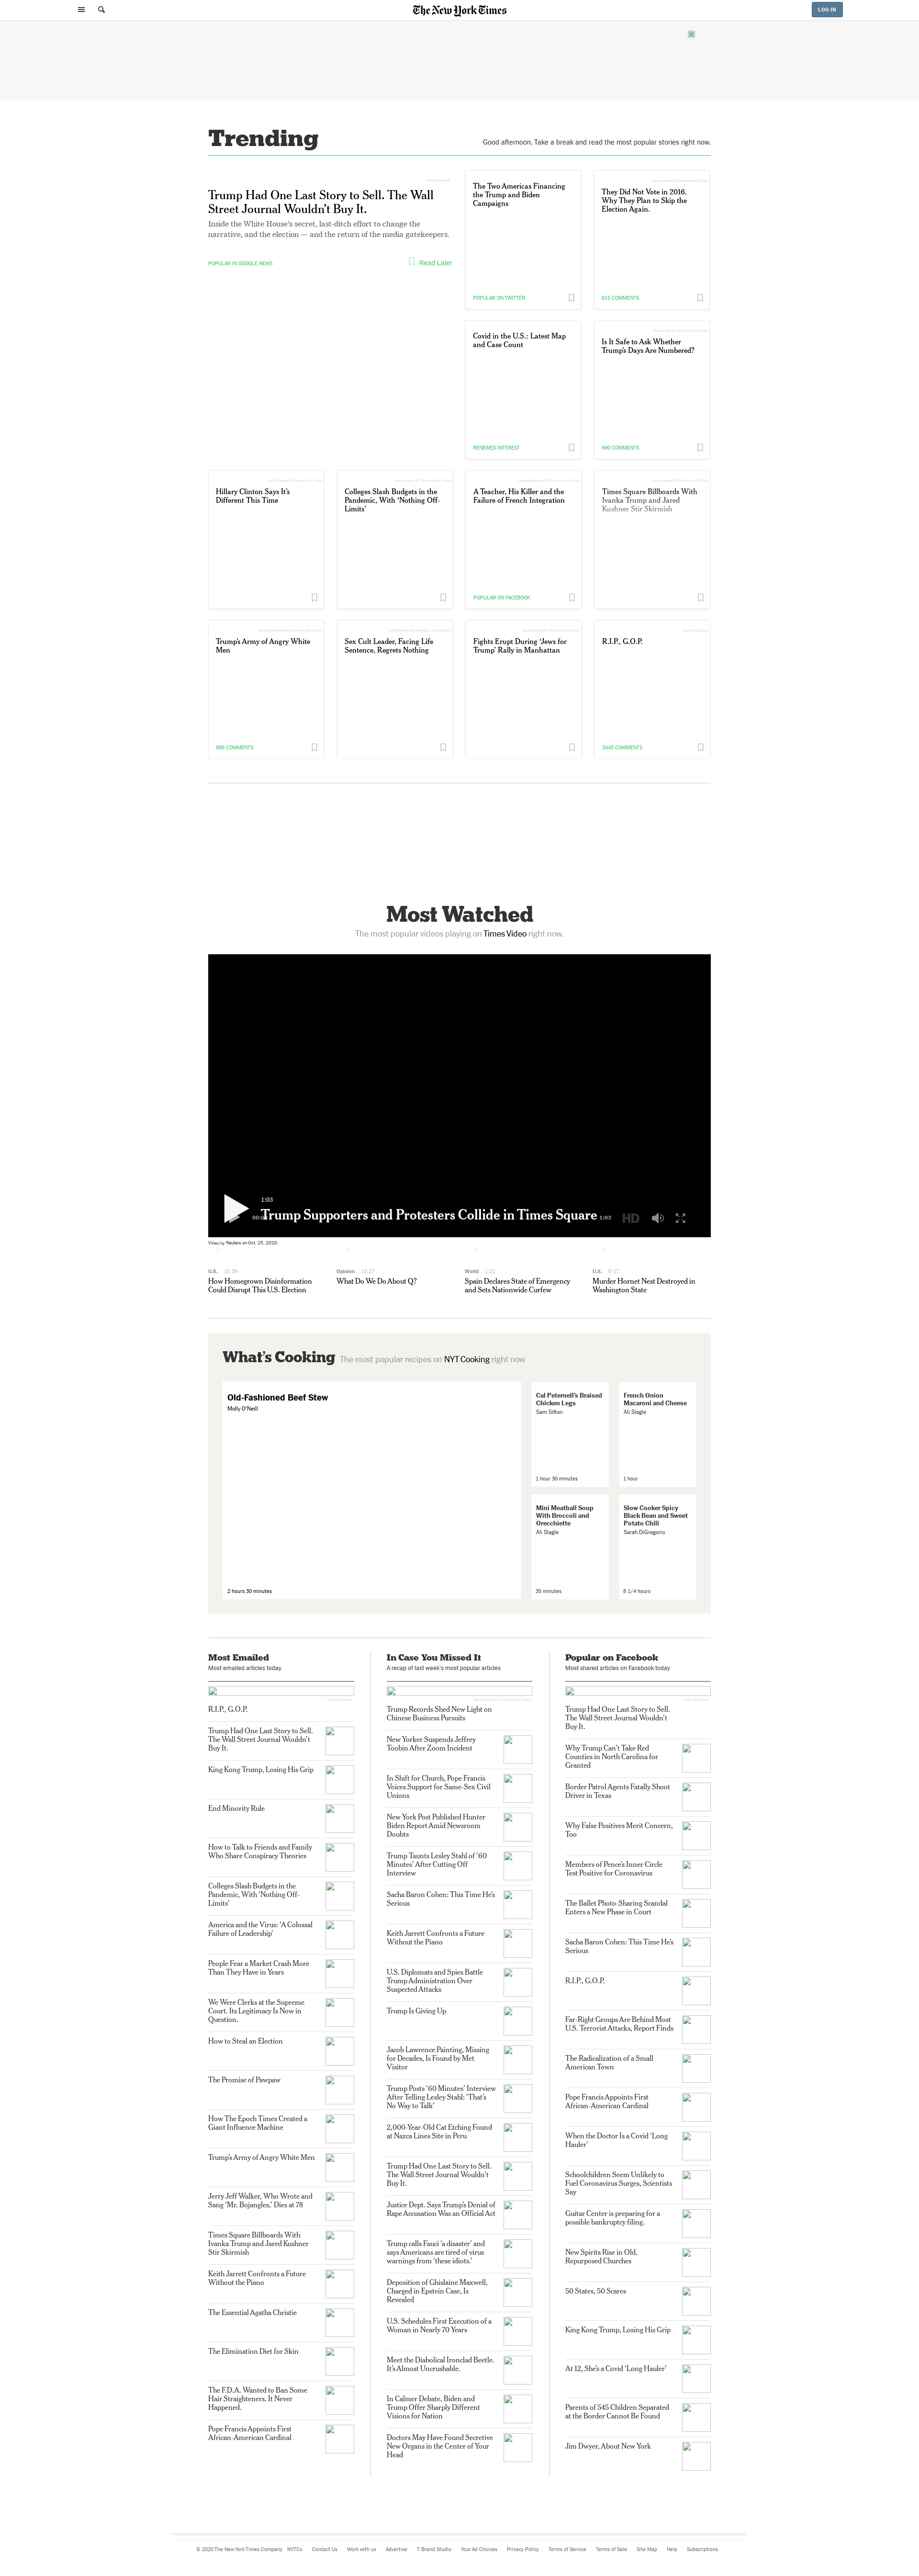 The New York Times
LOG IN
Trending
Good afternoon. Take a break and read the most popular stories right now.
Trump Had One Last Story to Sell. The Wall
Street Journal Wouldn't Buy It.
Inside the White House's secret, last-ditch effort to change the
narrative, and the election — and the return of the media gatekeepers.
POPULAR IN GOOGLE NEWS
Read Later
The Two Americas Financing
the Trump and Biden
Campaigns
POPULAR ON TWITTER
They Did Not Vote in 2016.
Why They Plan to Skip the
Election Again.
815 COMMENTS
Covid in the U.S.: Latest Map
and Case Count
RENEWED INTEREST
Is It Safe to Ask Whether
Trump's Days Are Numbered?
690 COMMENTS
Hillary Clinton Says It's
Different This Time
Colleges Slash Budgets in the
Pandemic, With 'Nothing Off-
Limits'
A Teacher, His Killer and the
Failure of French Integration
POPULAR ON FACEBOOK
Times Square Billboards With
Ivanka Trump and Jared
Kushner Stir Skirmish
Trump's Army of Angry White
Men
989 COMMENTS
Sex Cult Leader, Facing Life
Sentence, Regrets Nothing
Fights Erupt During 'Jews for
Trump' Rally in Manhattan
R.I.P., G.O.P.
3445 COMMENTS
Most Watched
The most popular videos playing on Times Video right now.
1:03
Trump Supporters and Protesters Collide in Times Square
1:03
HD
Video by Reuters on Oct. 25, 2020.
U.S. 16:39
How Homegrown Disinformation
Could Disrupt This U.S. Election
Opinion 10:27
What Do We Do About Q?
World 1:21
Spain Declares State of Emergency
and Sets Nationwide Curfew
U.S. 0:17
Murder Hornet Nest Destroyed in
Washington State
What's Cooking The most popular recipes on NYT Cooking right now
Old-Fashioned Beef Stew
Molly O'Neill
2 hours 30 minutes
Cal Peternell's Braised
Chicken Legs
Sam Sifton
1 hour 30 minutes
French Onion
Macaroni and Cheese
Ali Slagle
1 hour
Mini Meatball Soup
With Broccoli and
Orecchiette
Ali Slagle
35 minutes
Slow Cooker Spicy
Black Bean and Sweet
Potato Chili
Sarah DiGregorio
8 1/4 hours
Most Emailed
Most emailed articles today
R.I.P., G.O.P.
Trump Had One Last Story to Sell.
The Wall Street Journal Wouldn't
Buy It.
King Kong Trump, Losing His Grip
End Minority Rule
How to Talk to Friends and Family
Who Share Conspiracy Theories
Colleges Slash Budgets in the
Pandemic, With 'Nothing Off-
Limits'
America and the Virus: 'A Colossal
Failure of Leadership'
People Fear a Market Crash More
Than They Have in Years
We Were Clerks at the Supreme
Court. Its Legitimacy Is Now in
Question.
How to Steal an Election
The Promise of Pawpaw
How The Epoch Times Created a
Giant Influence Machine
Trump's Army of Angry White Men
Jerry Jeff Walker, Who Wrote and
Sang 'Mr. Bojangles,' Dies at 78
Times Square Billboards With
Ivanka Trump and Jared Kushner
Stir Skirmish
Keith Jarrett Confronts a Future
Without the Piano
The Essential Agatha Christie
The Elimination Diet for Skin
The F.D.A. Wanted to Ban Some
Hair Straighteners. It Never
Happened.
Pope Francis Appoints First
African-American Cardinal
In Case You Missed It
A recap of last week's most popular articles
Trump Records Shed New Light on
Chinese Business Pursuits
New Yorker Suspends Jeffrey
Toobin After Zoom Incident
In Shift for Church, Pope Francis
Voices Support for Same-Sex Civil
Unions
New York Post Published Hunter
Biden Report Amid Newsroom
Doubts
Trump Taunts Lesley Stahl of '60
Minutes' After Cutting Off
Interview
Sacha Baron Cohen: This Time He's
Serious
Keith Jarrett Confronts a Future
Without the Piano
U.S. Diplomats and Spies Battle
Trump Administration Over
Suspected Attacks
Trump Is Giving Up
Jacob Lawrence Painting, Missing
for Decades, Is Found by Met
Visitor
Trump Posts '60 Minutes' Interview
After Telling Lesley Stahl: 'That's
No Way to Talk'
2,000-Year-Old Cat Etching Found
at Nazca Lines Site in Peru
Trump Had One Last Story to Sell.
The Wall Street Journal Wouldn't
Buy It.
Justice Dept. Says Trump's Denial of
Rape Accusation Was an Official Act
Trump calls Fauci 'a disaster' and
says Americans are tired of virus
warnings from 'these idiots.'
Deposition of Ghislaine Maxwell,
Charged in Epstein Case, Is
Revealed
U.S. Schedules First Execution of a
Woman in Nearly 70 Years
Meet the Diabolical Ironclad Beetle.
It's Almost Uncrushable.
In Calmer Debate, Biden and
Trump Offer Sharply Different
Visions for Nation
Doctors May Have Found Secretive
New Organs in the Center of Your
Head
Popular on Facebook
Most shared articles on Facebook today
Trump Had One Last Story to Sell.
The Wall Street Journal Wouldn't
Buy It.
Why Trump Can't Take Red
Counties in North Carolina for
Granted
Border Patrol Agents Fatally Shoot
Driver in Texas
Why False Positives Merit Concern,
Too
Members of Pence's Inner Circle
Test Positive for Coronavirus
The Ballet Photo-Sharing Scandal
Enters a New Phase in Court
Sacha Baron Cohen: This Time He's
Serious
R.I.P., G.O.P.
Far-Right Groups Are Behind Most
U.S. Terrorist Attacks, Report Finds
The Radicalization of a Small
American Town
Pope Francis Appoints First
African-American Cardinal
When the Doctor Is a Covid 'Long
Hauler'
Schoolchildren Seem Unlikely to
Fuel Coronavirus Surges, Scientists
Say
Guitar Center is preparing for a
possible bankruptcy filing.
New Spirits Rise in Old,
Repurposed Churches
50 States, 50 Scares
King Kong Trump, Losing His Grip
At 12, She's a Covid 'Long Hauler'
Parents of 545 Children Separated
at the Border Cannot Be Found
Jim Dwyer, About New York
© 2020 The New York Times Company NYTCo Contact Us Work with us Advertise T Brand Studio Your Ad Choices Privacy Policy Terms of Service Terms of Sale Site Map Help Subscriptions